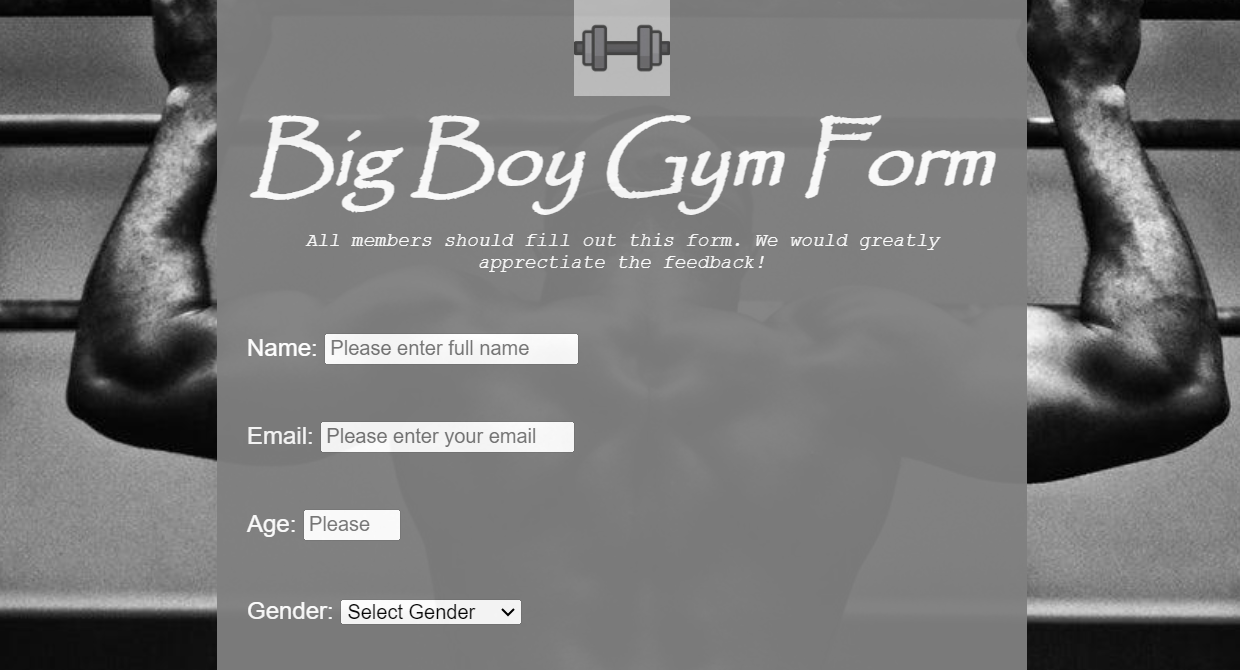 Big Boy Gym Form
All members should fill out this form. We would greatly
apprectiate the feedback!
Name: Please enter full name
Email: Please enter your email
Age: Please
Gender: Select Gender